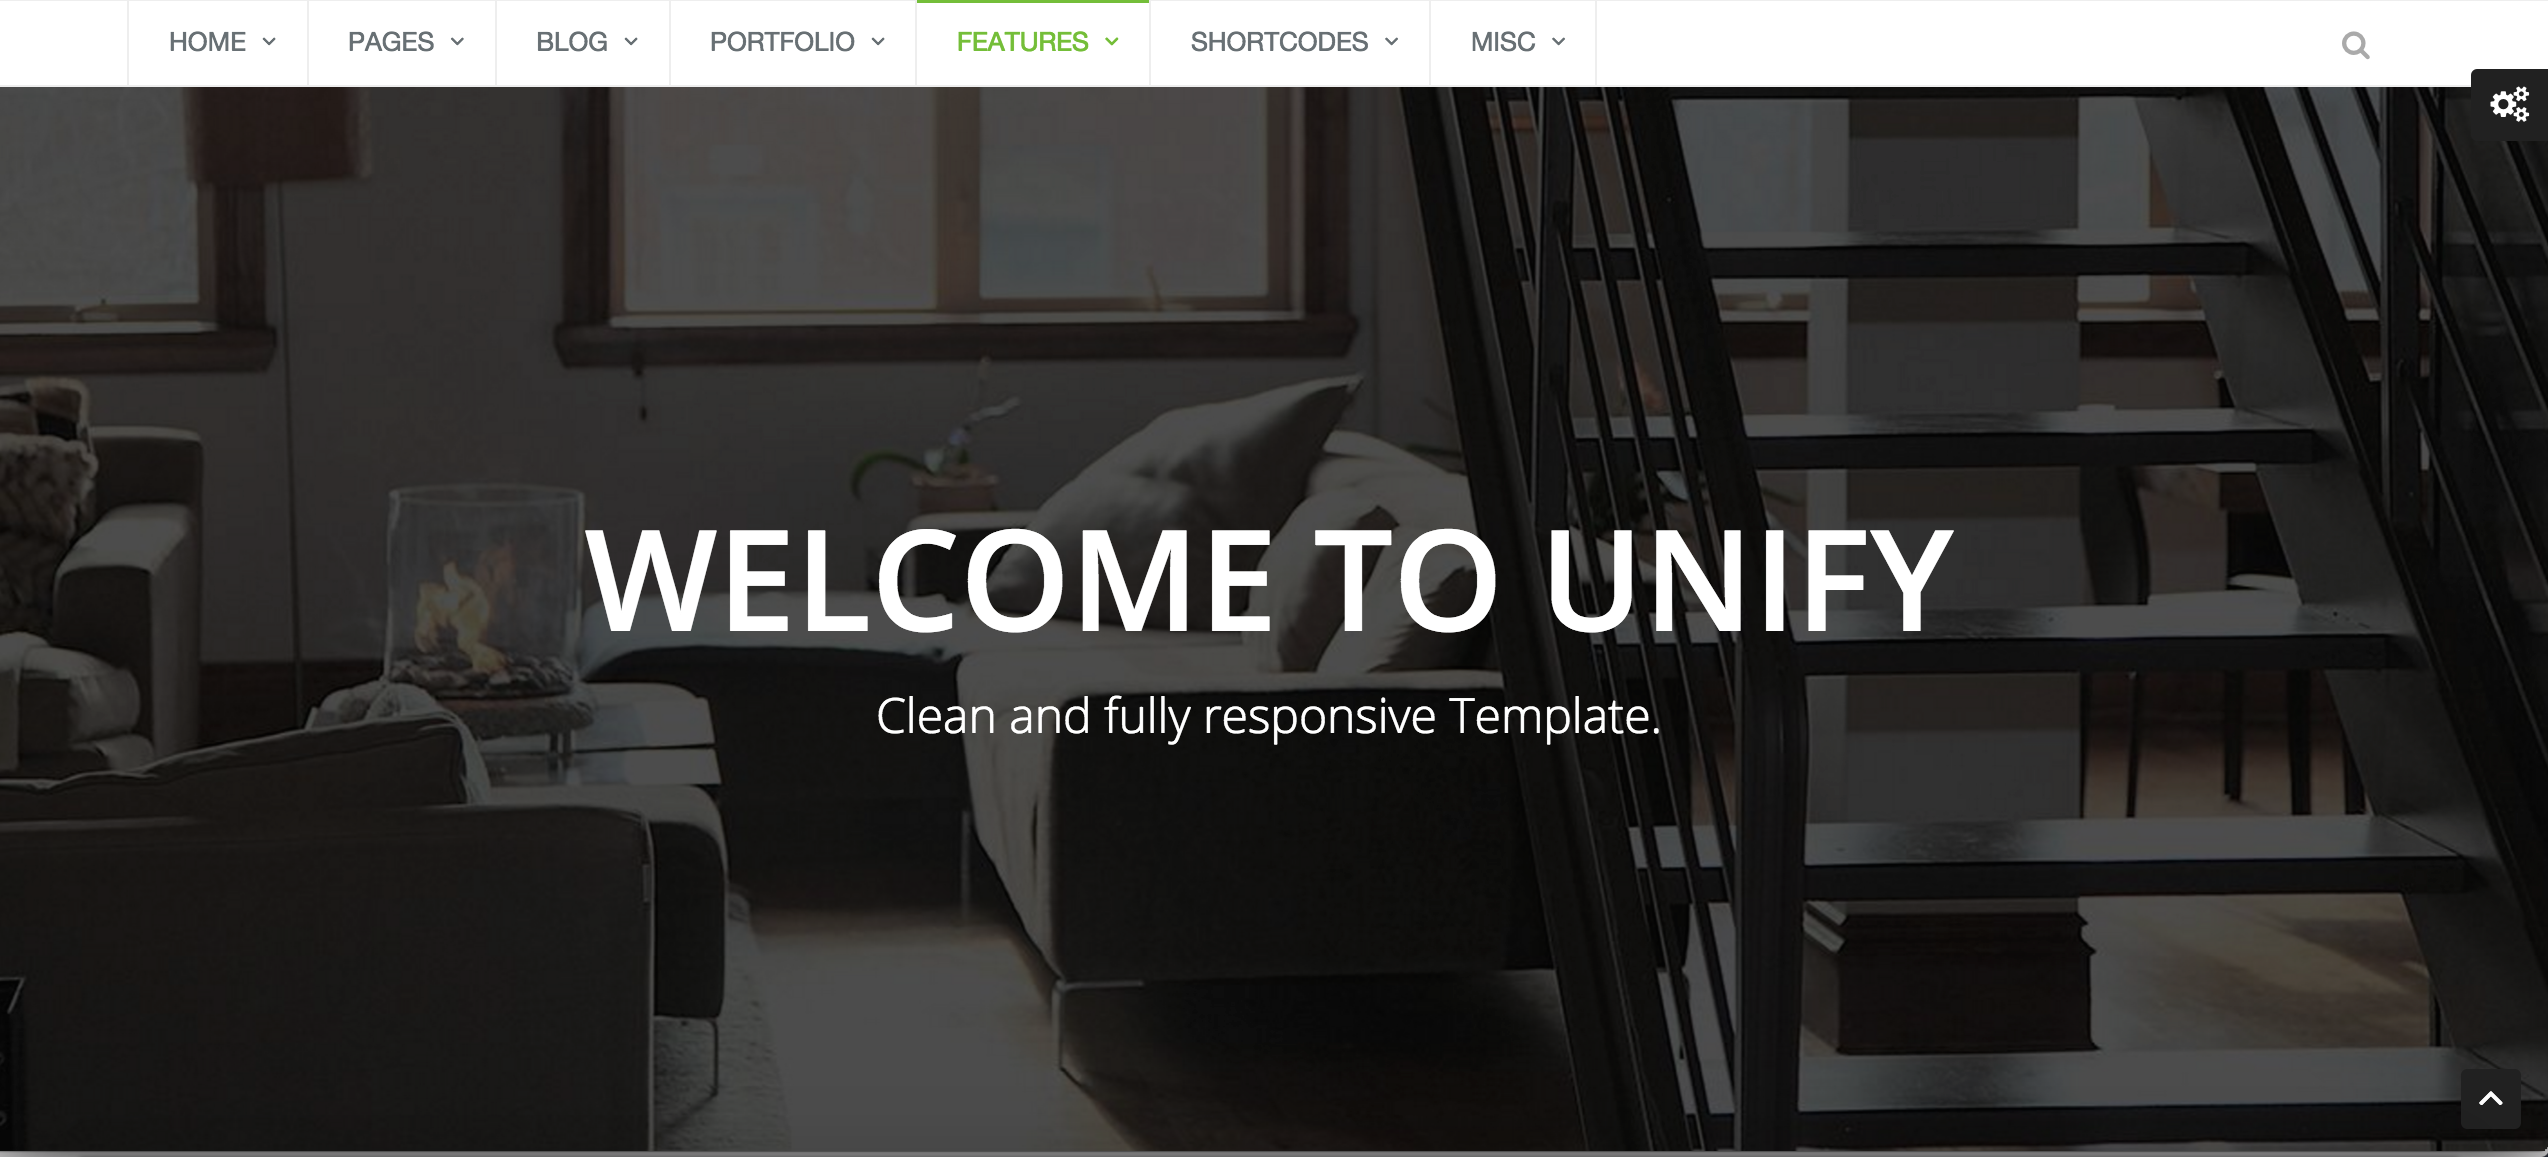 HOME PAGES BLOG PORTFOLIO FEATURES SHORTCODES MISC
WELCOME TO UNIFY
Clean and fully responsive Template.